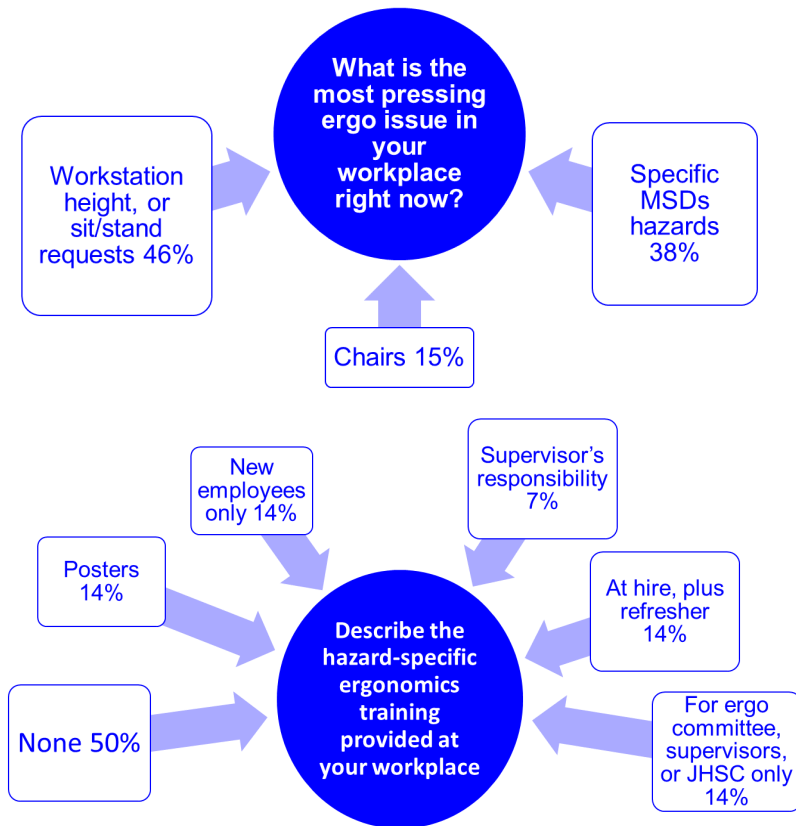 What is the
most pressing
ergo issue in
your
workplace
right now?
Workstation
height, or
sit/stand
requests 46%
Specific
MSDs
hazards
38%
Chairs 15%
New
employees
only 14%
Supervisor's
responsibility
7%
Posters
14%
At hire, plus
refresher
14%
Describe the
hazard-specific
ergonomics
training
provided at
your workplace
None 50%
For ergo
committee,
supervisors,
or JHSC only
14%